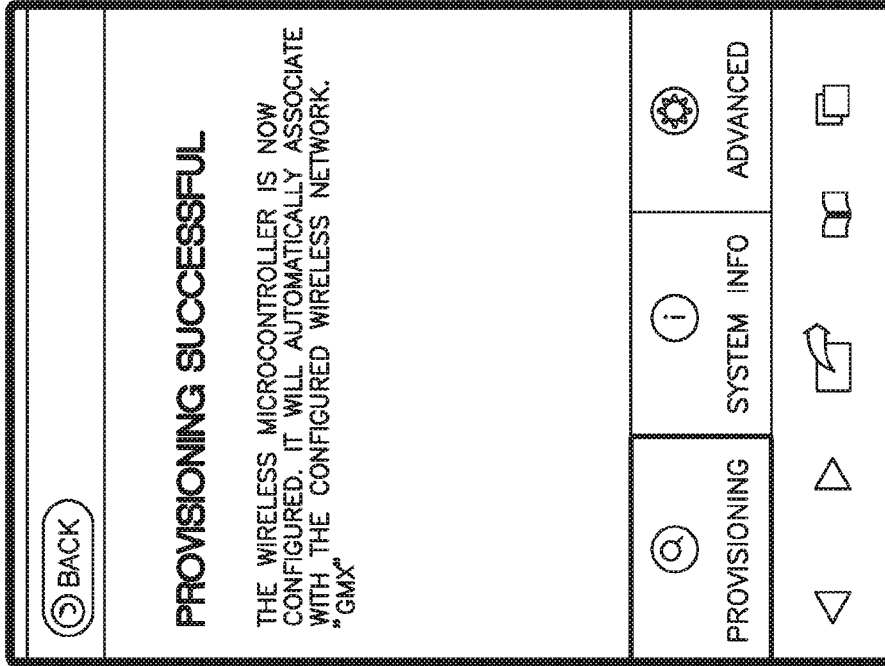 BACK
PROVISIONING SUCCESSFUL
THE WIRELESS MICROCONTROLLER IS NOW
CONFIGURED. IT WILL AUTOMATICALLY ASSOCIATE
WITH THE CONFIGURED WIRELESS NETWORK.
"GMX"
PROVISIONING
i
SYSTEM INFO
ADVANCED